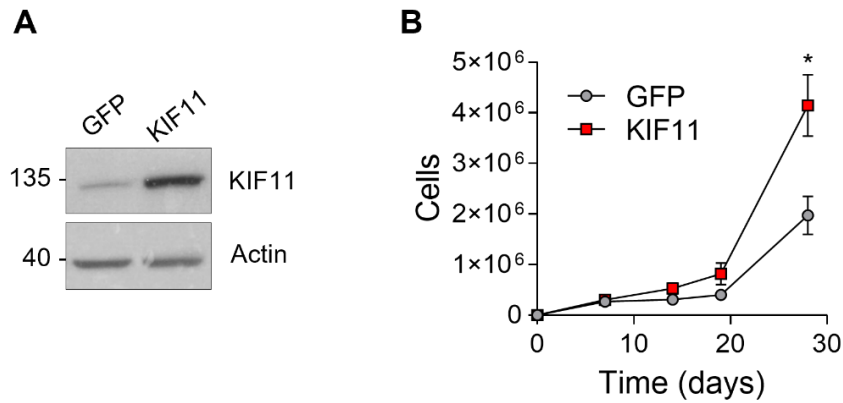 A
GFP KIF11
135 - KIF11
40 - Actin
B
5×10⁶
4×10⁶
3×10⁶
2×10⁶
1×10⁶
0
Cells
GFP
KIF11
*
0 10 20 30
Time (days)